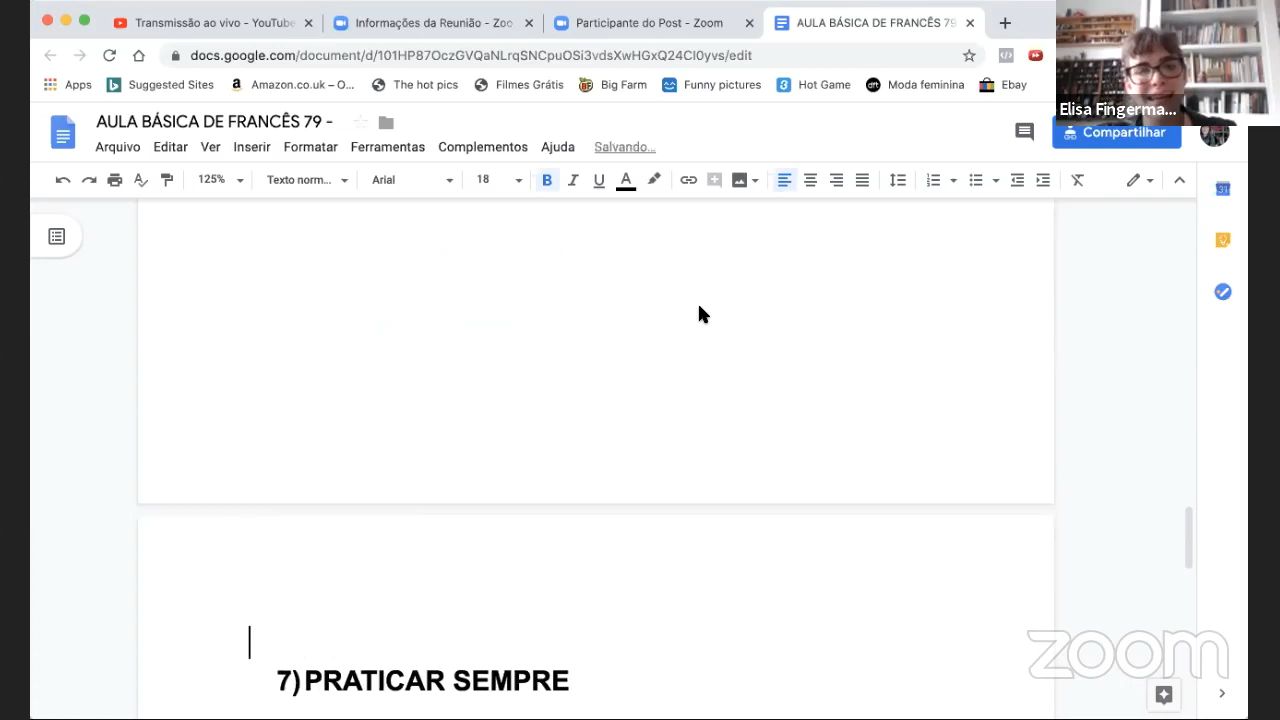 Transmissão ao vivo - YouTube
Informações da Reunião - Zoo
Participante do Post - Zoom
AULA BÁSICA DE FRANCÊS 79
Elisa Fingerma...
docs.google.com/document/d/
Apps
Suggested Sites
Amazon.co.uk – O...
my hot pics
Filmes Grátis
Big Farm
Funny pictures
Hot Game
Moda feminina
Ebay
AULA BÁSICA DE FRANCÊS 79 -
Compartilhar
Arquivo Editar Ver Inserir Formatar Ferramentas Complementos Ajuda Salvando...
125% Texto norm... Arial 18 B I U A
31
7) PRATICAR SEMPRE
zoom